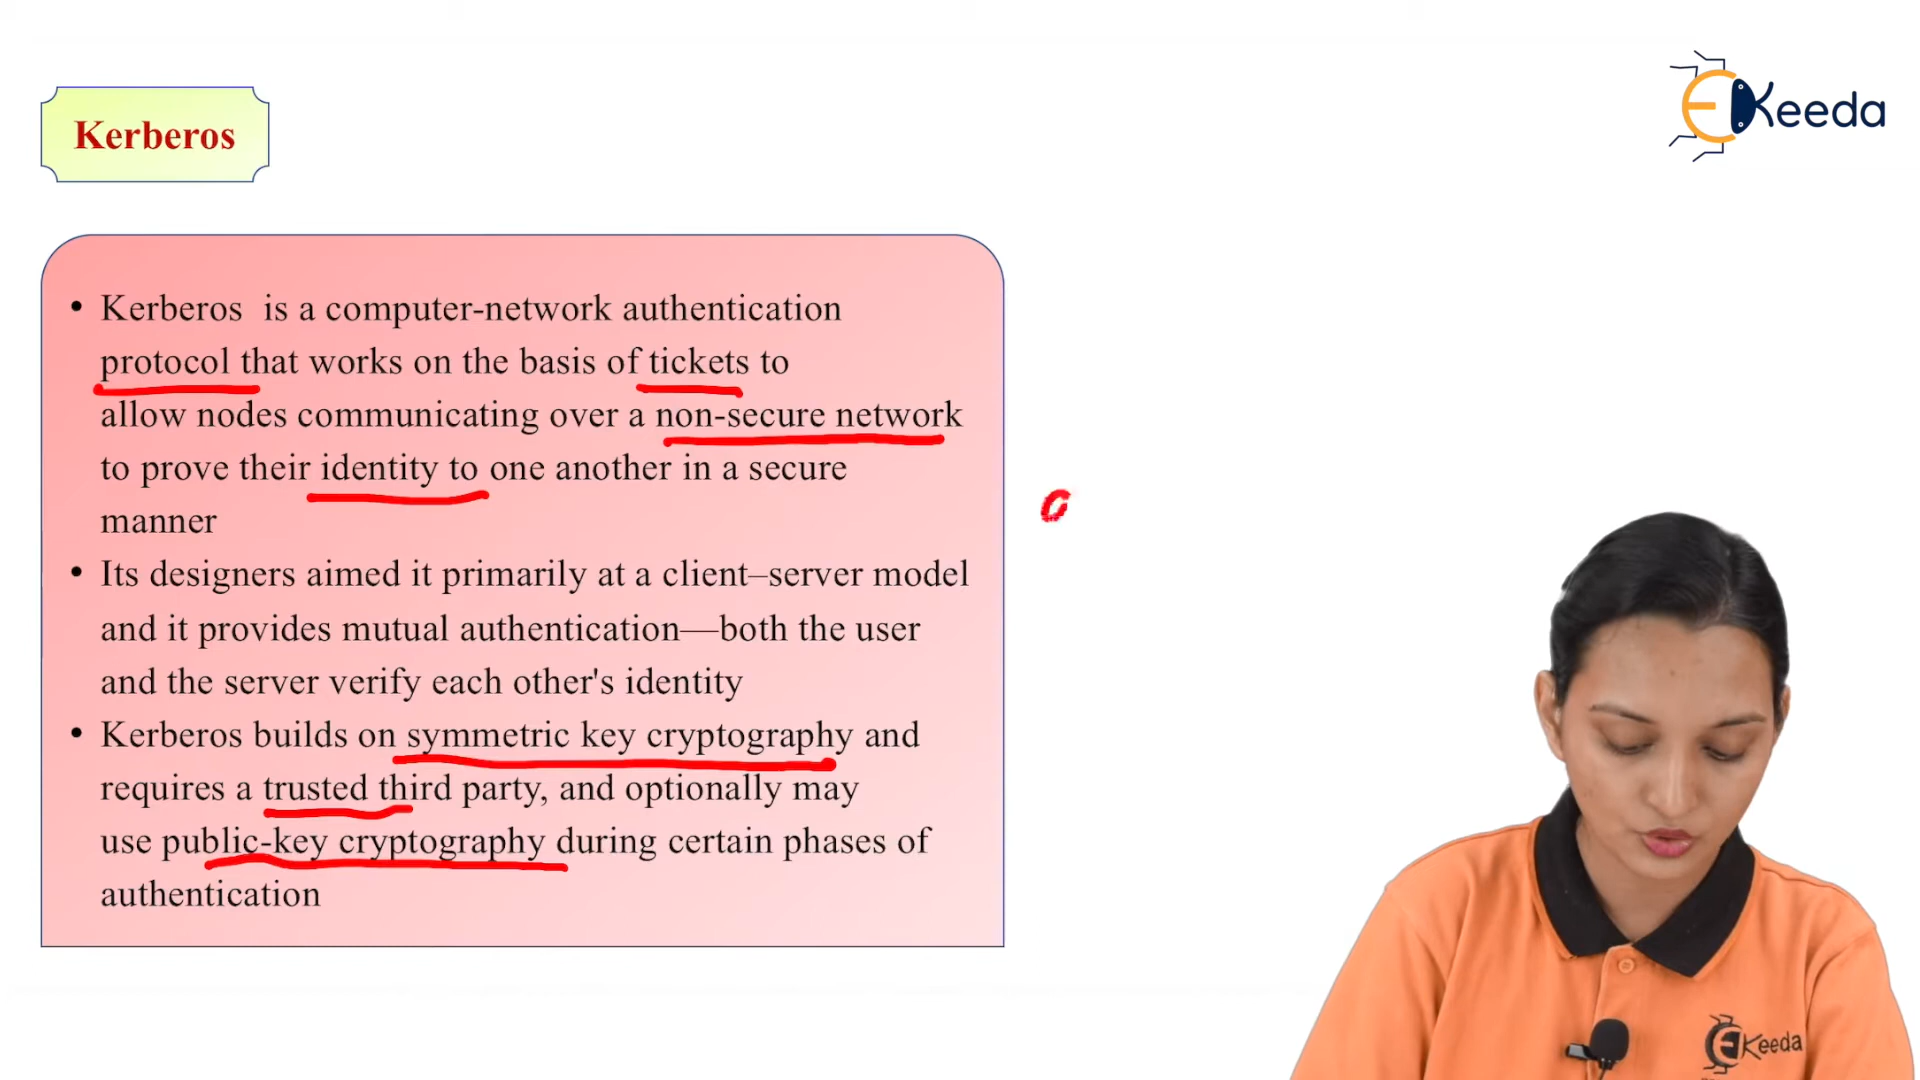 Keeda
Kerberos
• Kerberos is a computer-network authentication
protocol that works on the basis of tickets to
allow nodes communicating over a non-secure network
to prove their identity to one another in a secure
manner
• Its designers aimed it primarily at a client–server model
and it provides mutual authentication—both the user
and the server verify each other's identity
• Kerberos builds on symmetric key cryptography and
requires a trusted third party, and optionally may
use public-key cryptography during certain phases of
authentication
Keeda